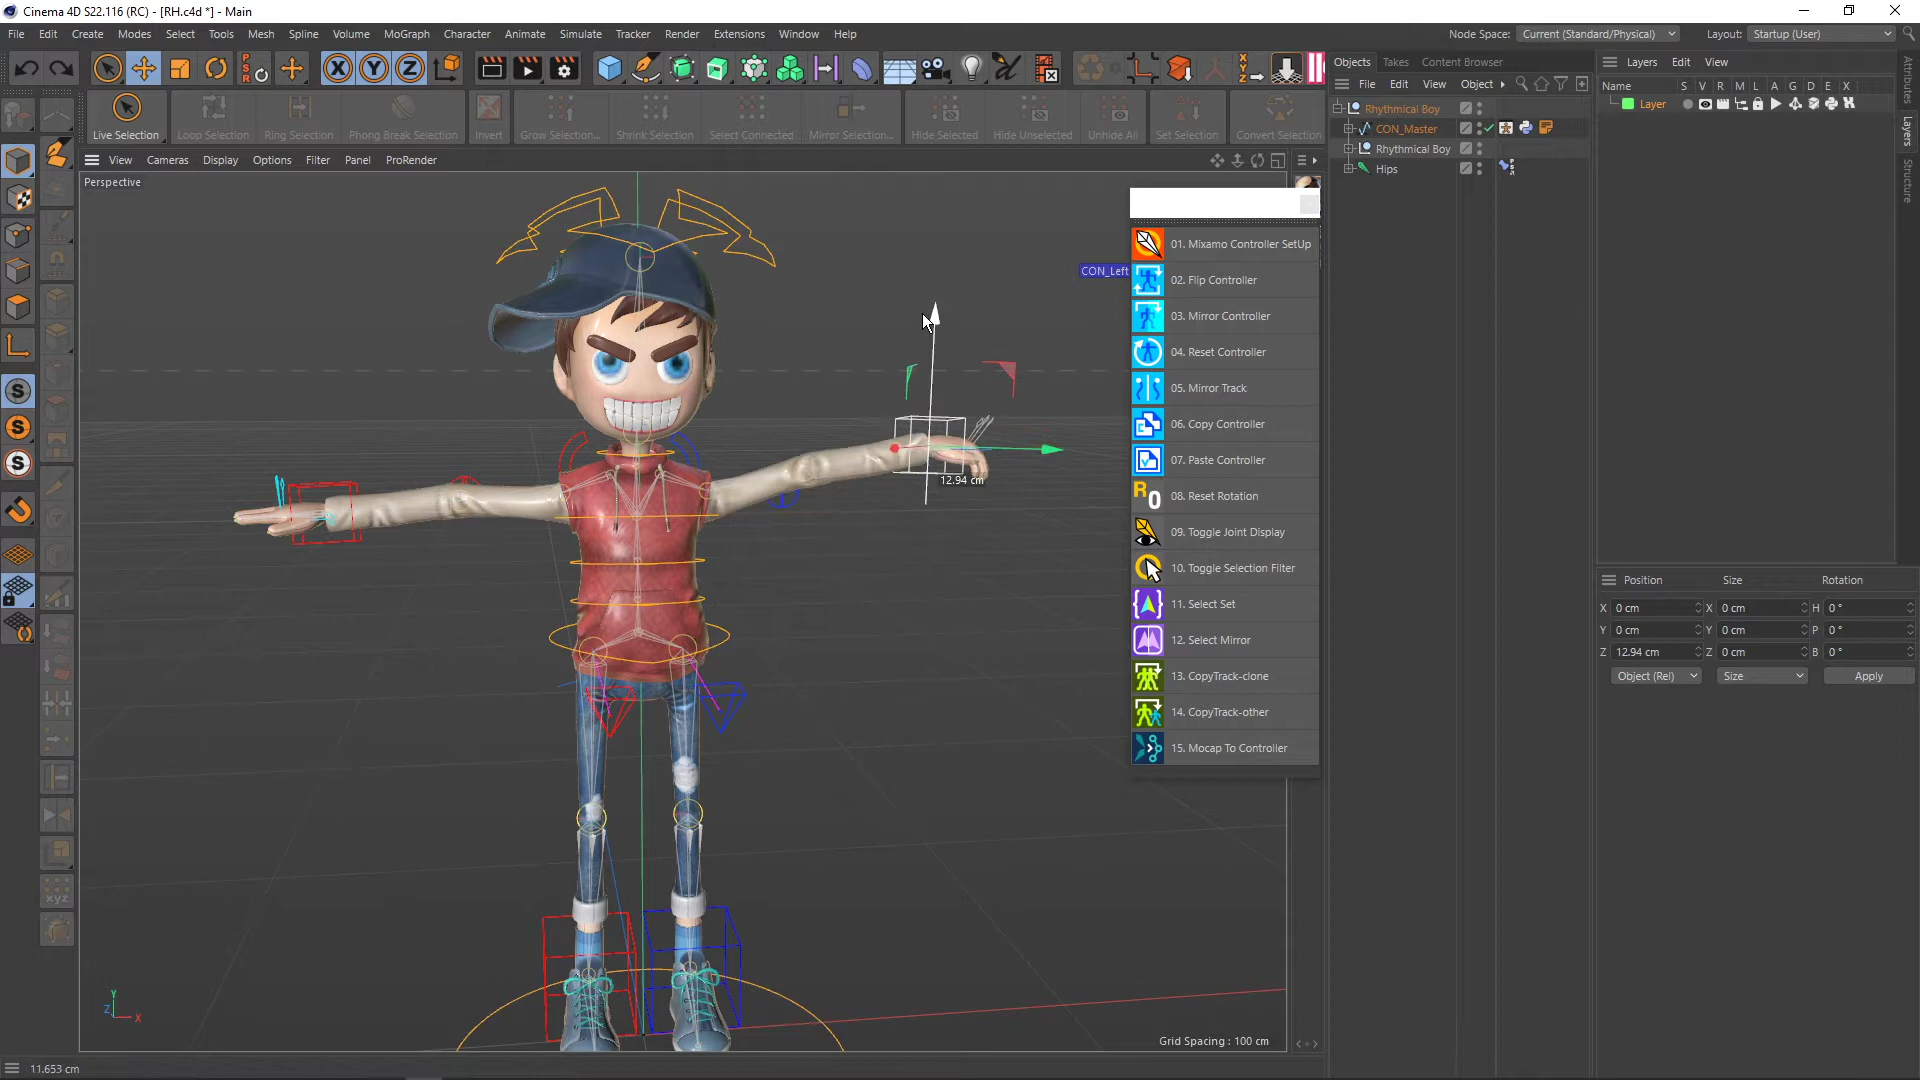 Cinema 4D S22.116 (RC) - [RH.c4d *] - Main
File Edit Create Modes Select Tools Mesh Spline Volume MoGraph Character Animate Simulate Tracker Render Extensions Window Help
Node Space: Current (Standard/Physical) Layout: Startup (User)
PSR X Y Z
Live Selection Loop Selection Ring Selection Phong Break Selection Invert Grow Selection... Shrink Selection Select Connected Mirror Selection... Hide Selected Hide Unselected Unhide All Set Selection Convert Selection
View Cameras Display Options Filter Panel ProRender
Perspective
CON_Left
12.94 cm
Grid Spacing : 100 cm
Y
Z
X
11.653 cm
01. Mixamo Controller SetUp
02. Flip Controller
03. Mirror Controller
04. Reset Controller
05. Mirror Track
06. Copy Controller
07. Paste Controller
08. Reset Rotation
09. Toggle Joint Display
10. Toggle Selection Filter
11. Select Set
12. Select Mirror
13. CopyTrack-clone
14. CopyTrack-other
15. Mocap To Controller
Objects Takes Content Browser
File Edit Object
Rhythmical Boy
CON_Master
Rhythmical Boy
Hips
Layers Edit View
Name S V R M L A G D E X
Layer
Attributes
Layers
Structure
Position Size Rotation
X 0 cm X 0 cm H 0 °
Y 0 cm Y 0 cm P 0 °
Z 12.94 cm Z 0 cm B 0 °
Object (Rel) Size Apply